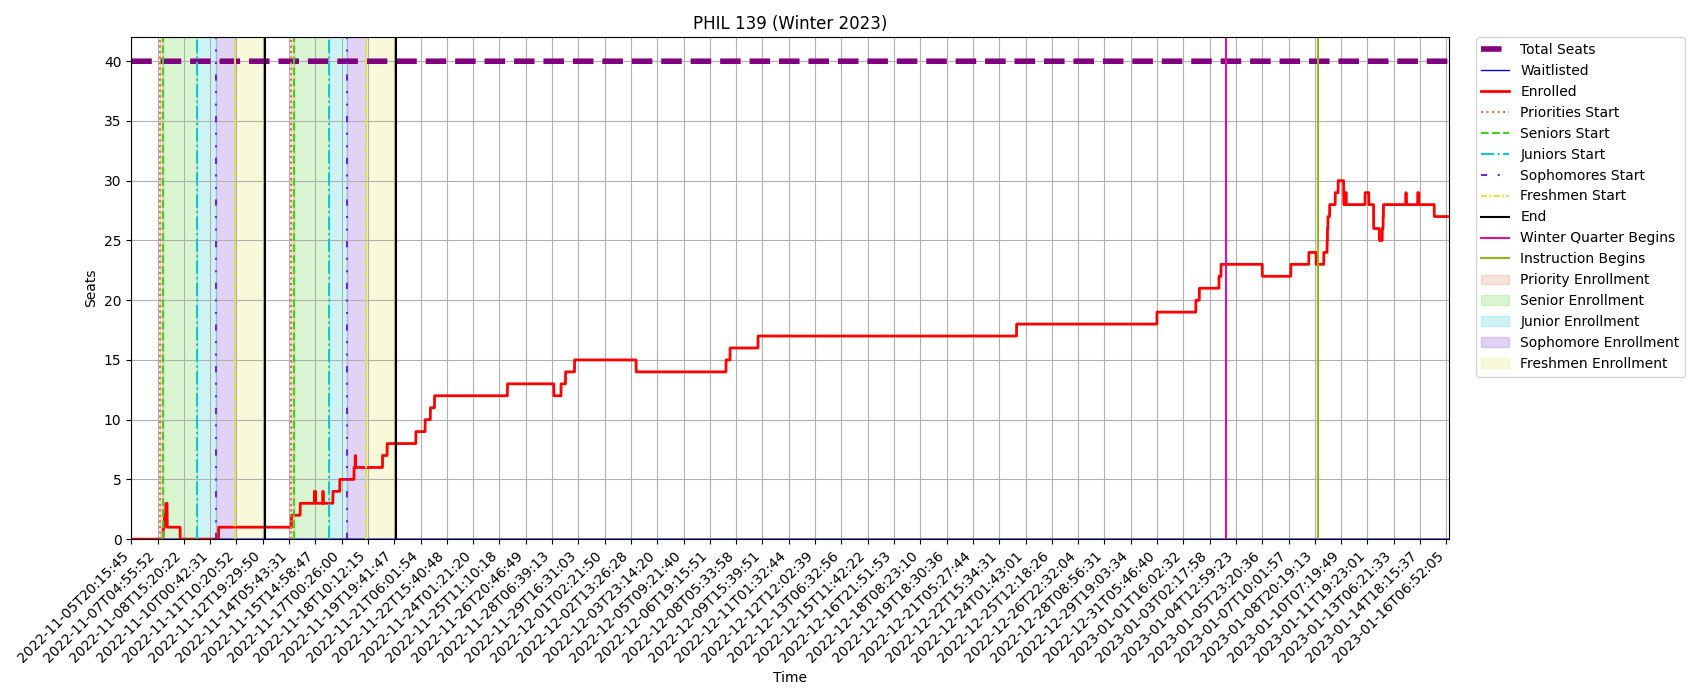 PHIL 139 (Winter 2023)
Seats
40
35
30
25
20
15
10
5
0
2022-11-05T20:15:45
2022-11-07T04:55:52
2022-11-08T15:20:22
2022-11-10T00:42:31
2022-11-11T10:20:52
2022-11-12T19:29:50
2022-11-14T05:43:31
2022-11-15T14:58:47
2022-11-17T00:26:00
2022-11-18T10:12:15
2022-11-19T19:41:47
2022-11-21T06:01:54
2022-11-22T15:40:48
2022-11-24T01:21:20
2022-11-25T11:10:18
2022-11-26T20:46:49
2022-11-28T06:39:13
2022-11-29T16:31:03
2022-12-01T02:21:50
2022-12-02T13:26:28
2022-12-03T23:14:20
2022-12-05T09:21:40
2022-12-06T19:15:51
2022-12-08T05:33:58
2022-12-09T15:39:51
2022-12-11T01:32:44
2022-12-12T12:02:39
2022-12-13T06:32:56
2022-12-15T11:42:22
2022-12-16T21:51:53
2022-12-18T08:23:10
2022-12-19T18:30:36
2022-12-21T05:27:44
2022-12-22T15:34:31
2022-12-24T01:43:01
2022-12-25T12:18:26
2022-12-26T22:32:04
2022-12-28T08:56:31
2022-12-29T19:03:34
2022-12-31T05:46:40
2023-01-01T16:02:32
2023-01-03T02:17:58
2023-01-04T12:59:23
2023-01-05T23:20:36
2023-01-07T10:01:57
2023-01-08T20:19:13
2023-01-10T07:19:49
2023-01-11T19:23:01
2023-01-13T06:21:33
2023-01-14T18:15:37
2023-01-16T06:52:05
Time
Total Seats
Waitlisted
Enrolled
Priorities Start
Seniors Start
Juniors Start
Sophomores Start
Freshmen Start
End
Winter Quarter Begins
Instruction Begins
Priority Enrollment
Senior Enrollment
Junior Enrollment
Sophomore Enrollment
Freshmen Enrollment